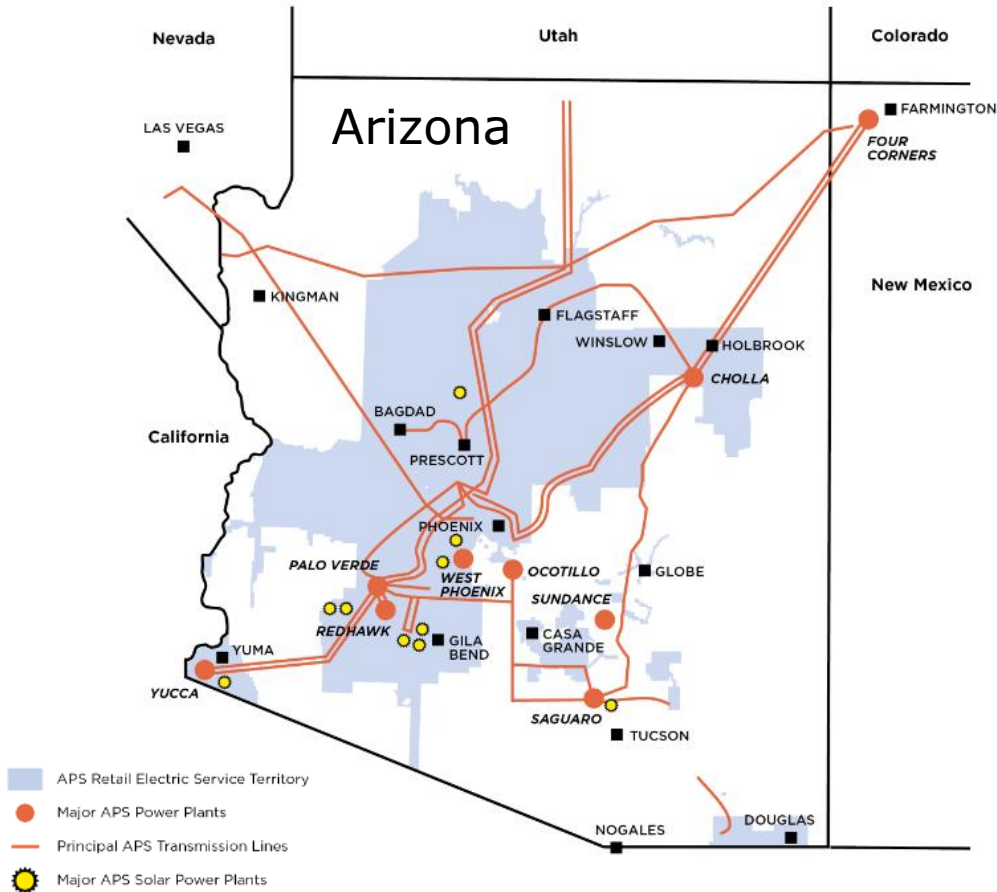 Nevada
Utah
Colorado
Arizona
LAS VEGAS
FARMINGTON
FOUR
CORNERS
New Mexico
KINGMAN
FLAGSTAFF
WINSLOW
HOLBROOK
CHOLLA
BAGDAD
California
PRESCOTT
PHOENIX
PALO VERDE
WEST
PHOENIX
OCOTILLO
GLOBE
SUNDANCE
REDHAWK
GILA
BEND
CASA
GRANDE
YUMA
YUCCA
SAGUARO
TUCSON
NOGALES
DOUGLAS
APS Retail Electric Service Territory
Major APS Power Plants
Principal APS Transmission Lines
Major APS Solar Power Plants